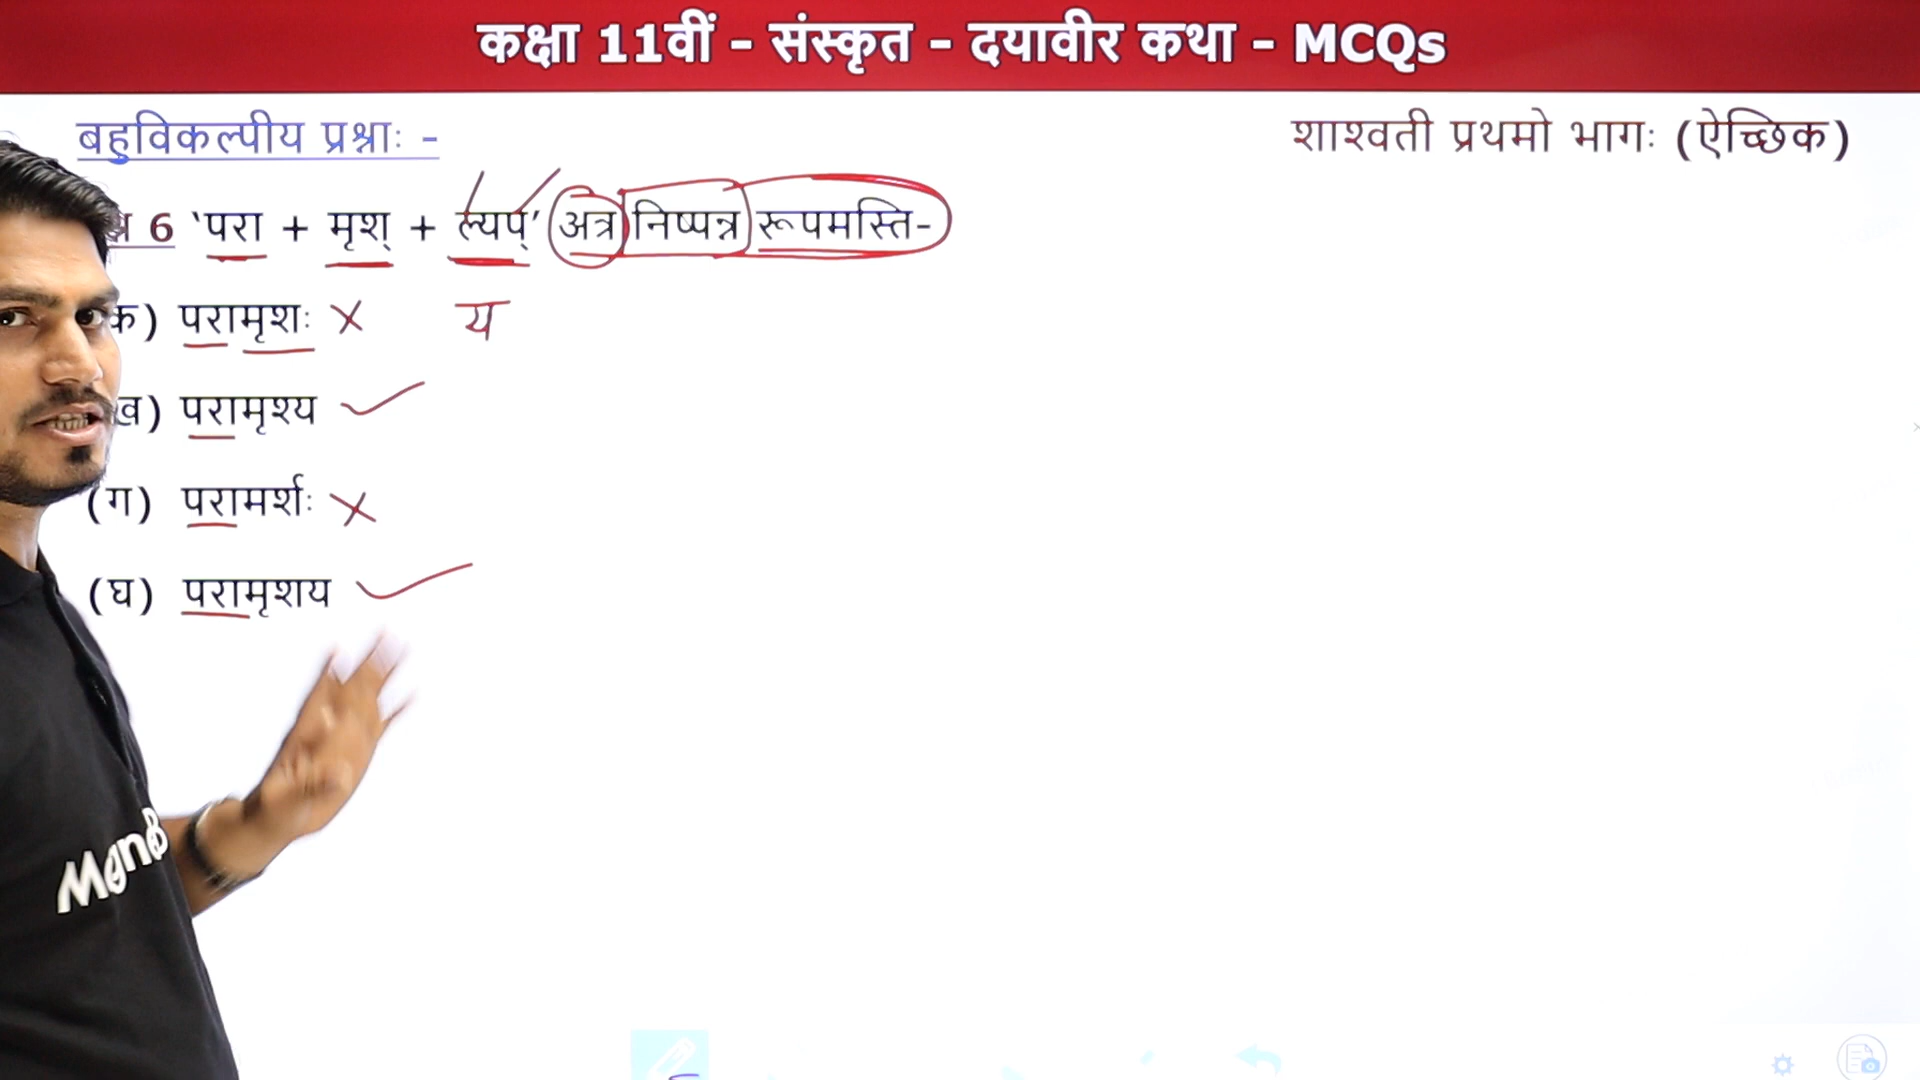 कक्षा 11वीं - संस्कृत - दयावीर कथा - MCQs
बहुविकल्पीय प्रश्नाः -
शाश्वती प्रथमो भागः (ऐच्छिक)
6 'परा + मृश् + ल्यप्' अत्र निष्पन्न रूपमस्ति-
क) परामृशः
य
ख) परामृश्य
(ग) परामर्शः
(घ) परामृशय